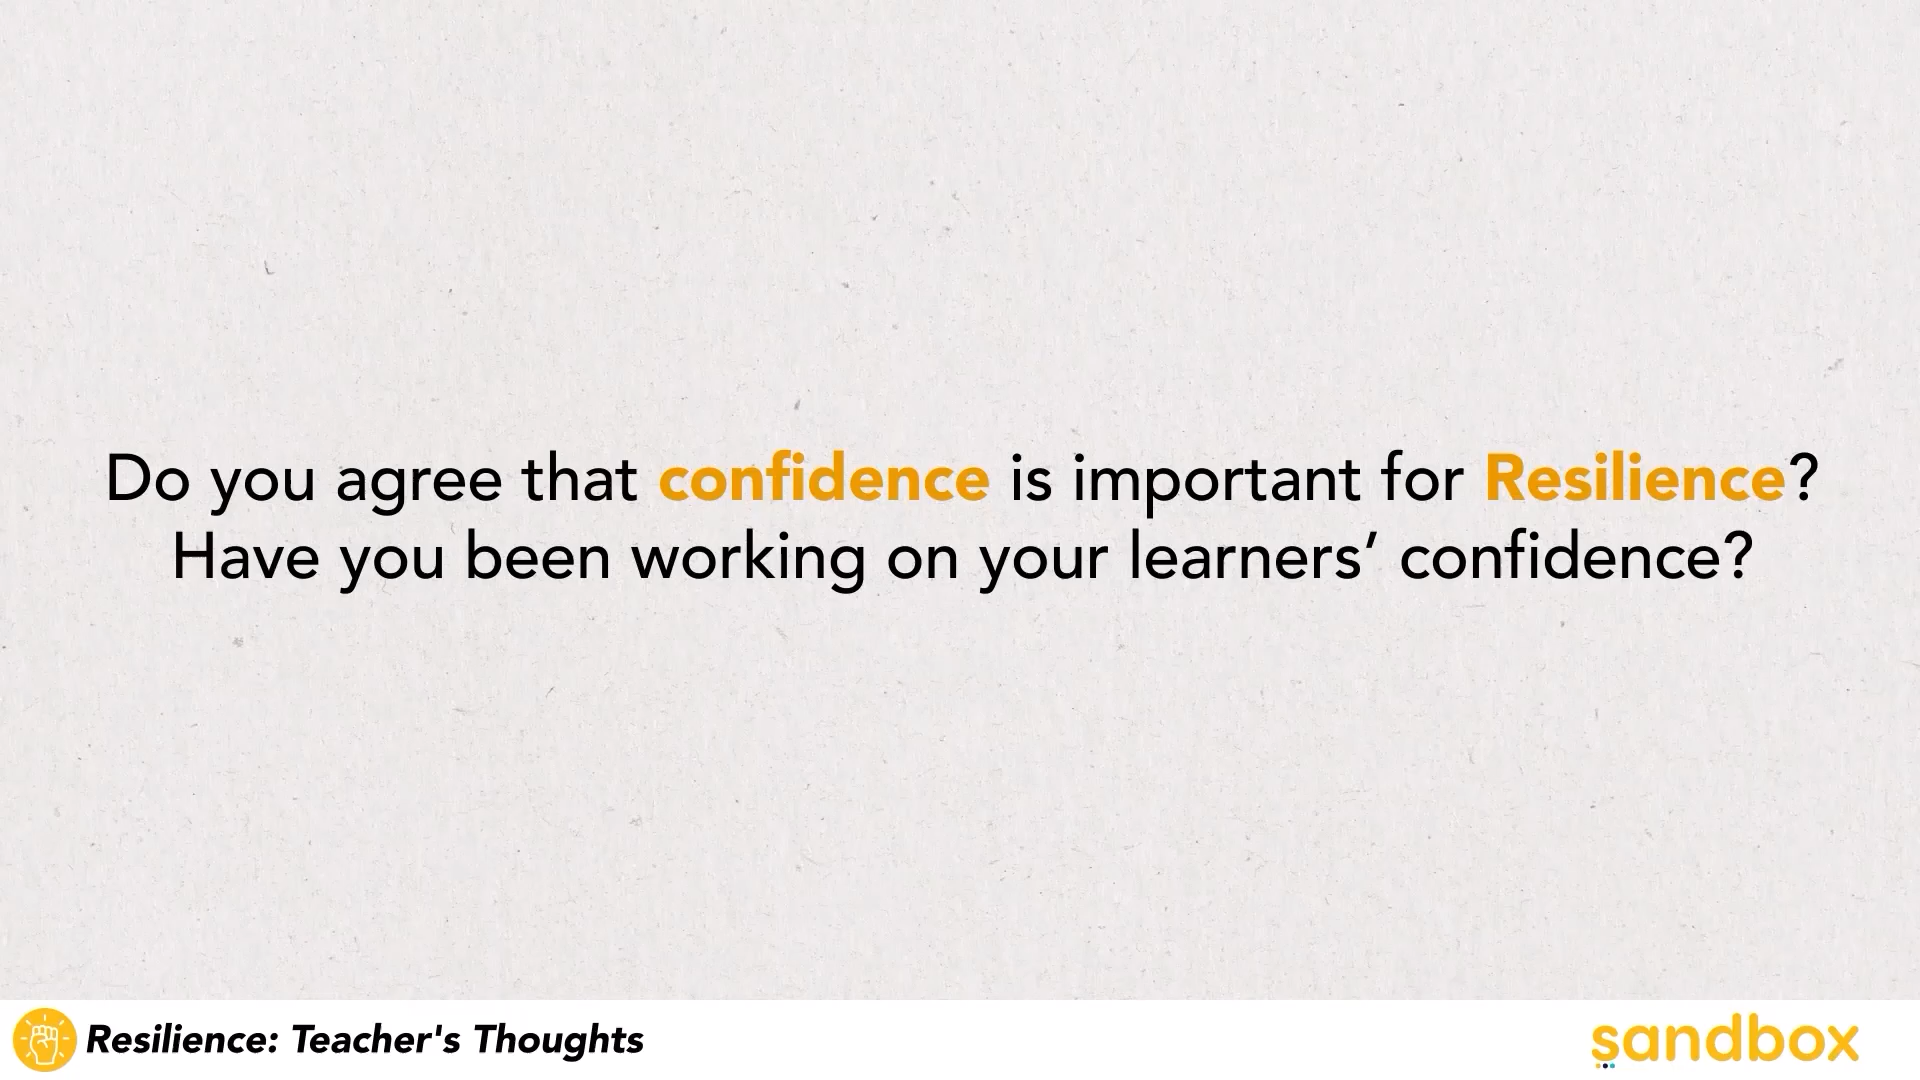 Do you agree that confidence is important for Resilience?
Have you been working on your learners’ confidence?
Resilience: Teacher's Thoughts
sandbox